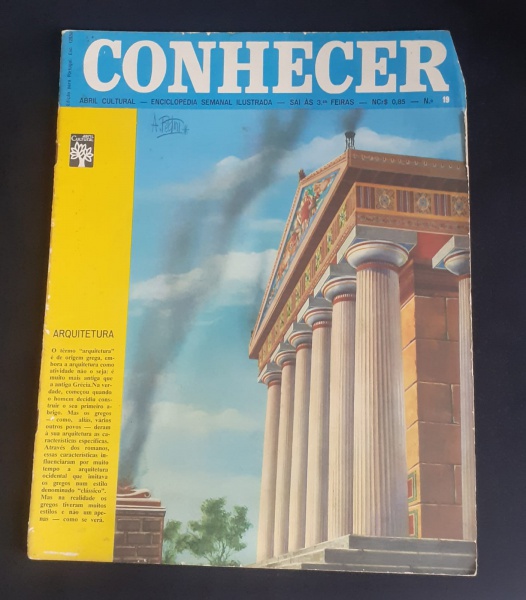 CONHECER
ABRIL CULTURAL — ENCICLOPÉDIA SEMANAL ILUSTRADA — SAI ÀS 3.as FEIRAS — NCr$ 0,85 — N.º 19
ABRIL
Cultural
ARQUITETURA
O termo "arquitetura"
é de origem grega, em-
bora a arquitetura como
atividade não o seja: é
muito mais antiga que
a antiga Grécia. Na ver-
dade, começou quando
o homem decidiu cons-
truir o seu primeiro a-
brigo. Mas os gregos
— como, aliás, vários
outros povos — deram
à sua arquitetura as ca-
racterísticas específicas.
Através dos romanos,
essas características in-
fluenciaram por muito
tempo a arquitetura
ocidental que imitava
os gregos num estilo
denominado "clássico".
Mas na realidade os
gregos tiveram muitos
estilos e não um ape-
nas — como se verá.